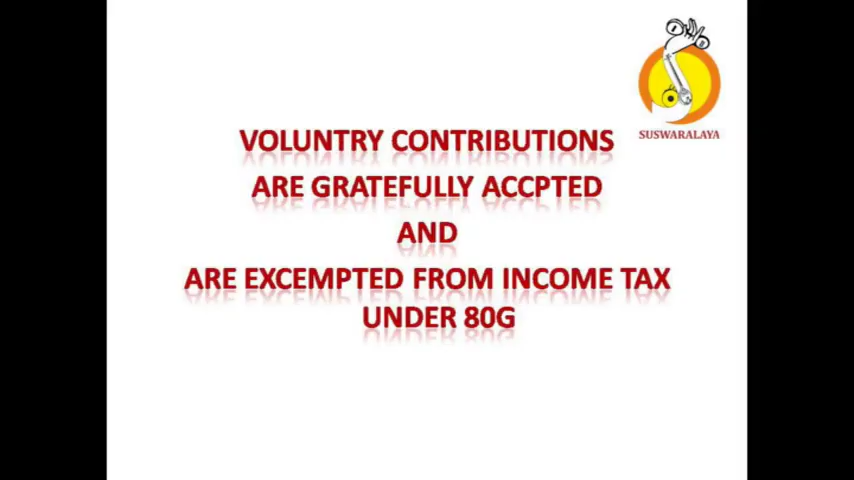 SUSWARALAYA
VOLUNTRY CONTRIBUTIONS
ARE GRATEFULLY ACCPTED
AND
ARE EXCEMPTED FROM INCOME TAX
UNDER 80G